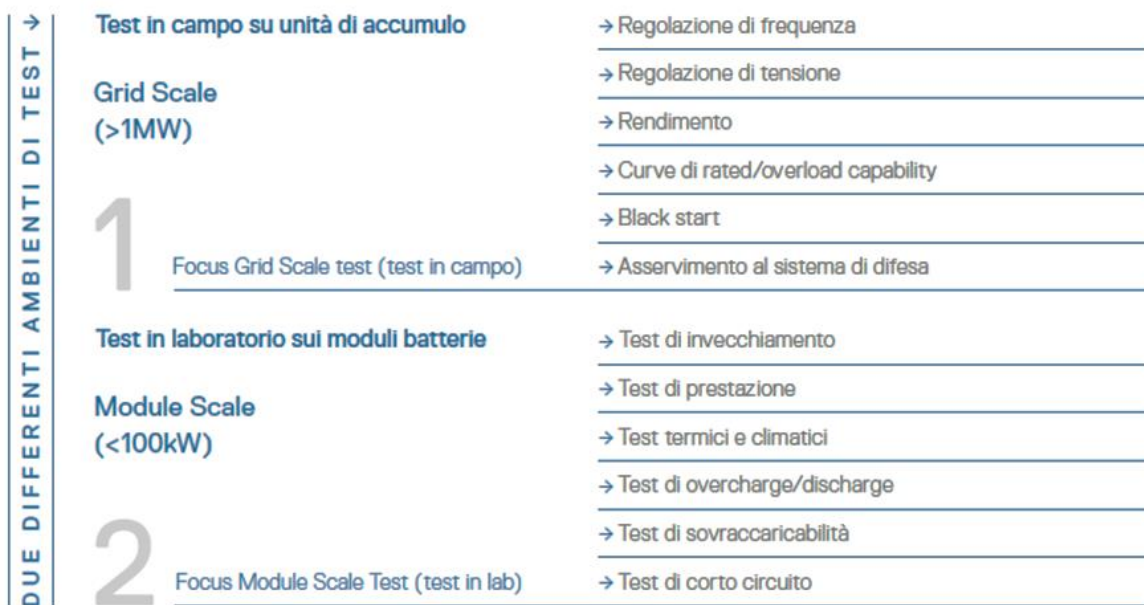 DUE DIFFERENTI AMBIENTI DI TEST →
Test in campo su unità di accumulo
Grid Scale
(>1MW)
1
Focus Grid Scale test (test in campo)
→ Regolazione di frequenza
→ Regolazione di tensione
→ Rendimento
→ Curve di rated/overload capability
→ Black start
→ Asservimento al sistema di difesa
Test in laboratorio sui moduli batterie
Module Scale
(<100kW)
2
Focus Module Scale Test (test in lab)
→ Test di invecchiamento
→ Test di prestazione
→ Test termici e climatici
→ Test di overcharge/discharge
→ Test di sovraccaricabilità
→ Test di corto circuito